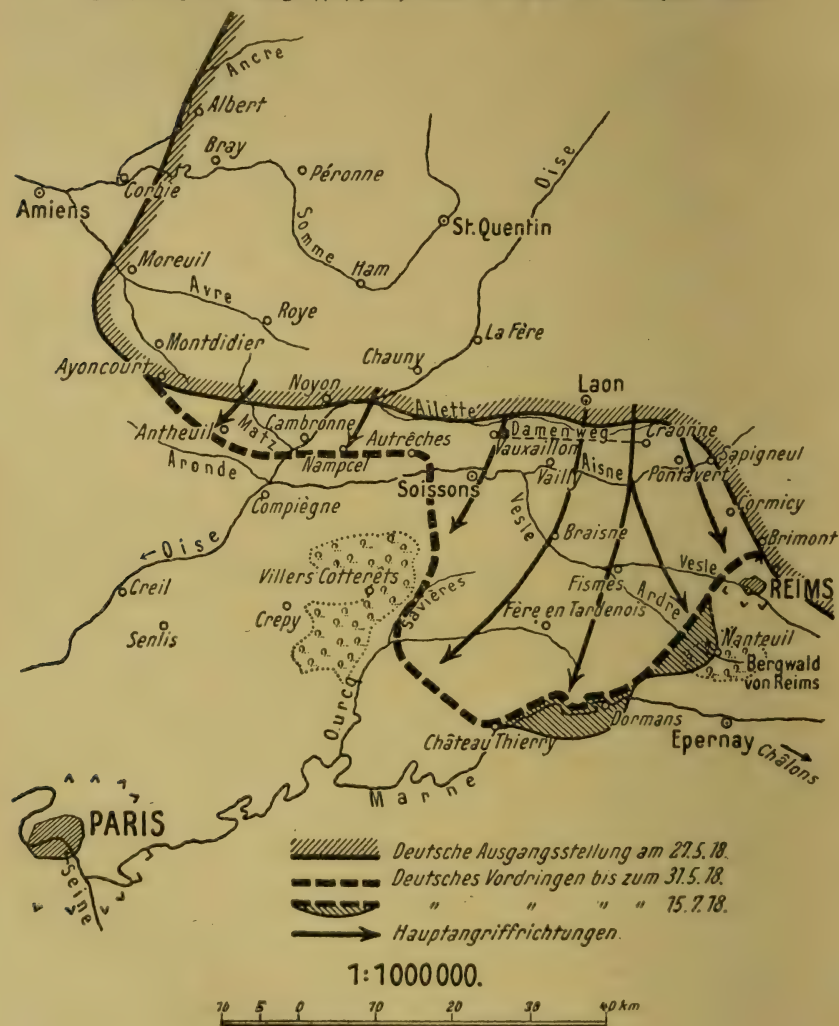 Ancre
Albert
Bray
Péronne
Corbie
Oise
Amiens
Somme
St. Quentin
Moreuil
Ham
Avre
Roye
Montdidier
La Fère
Chauny
Ayoncourt
Noyon
Laon
Ailette
Matz
Cambronne
Damenweg
Craonne
Antheuil
Autrêches
Vauxaillon
Sapigneul
Aronde
Nampcel
Vailly
Aisne
Pontavert
Soissons
Compiègne
Vesle
Cormicy
Oise
Braisne
Brimont
Villers Cotterêts
Fismes
Vesle
REIMS
Creil
Savières
Ardre
Crepy
Senlis
Fère en Tardenois
Nanteuil
Bergwald
von Reims
Ourcq
Dormans
Château Thierry
Epernay
Châlons
Marne
PARIS
Seine
Deutsche Ausgangsstellung am 27.5.18.
Deutsches Vordringen bis zum 31.5.18.
" " " " 15.7.18.
Hauptangriffrichtungen.
1:1000000.
10 5 0 10 20 30 40 km